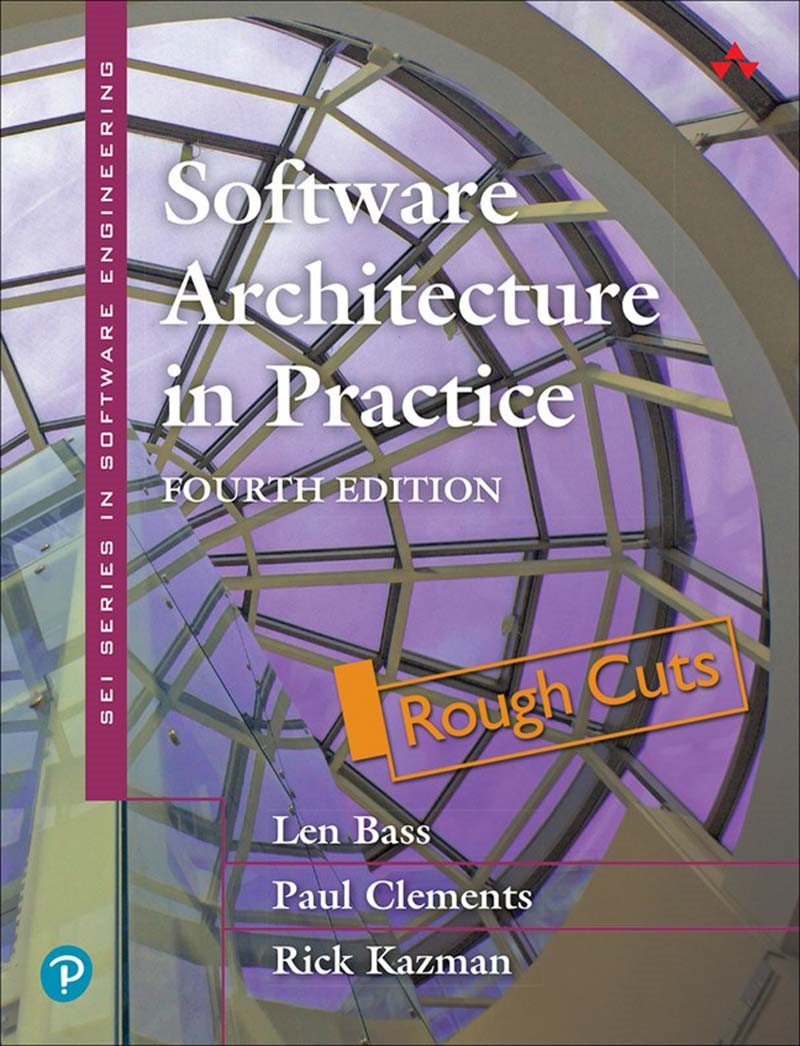 SEI SERIES IN SOFTWARE ENGINEERING
Software
Architecture
in Practice
FOURTH EDITION
Rough Cuts
Len Bass
Paul Clements
Rick Kazman
P